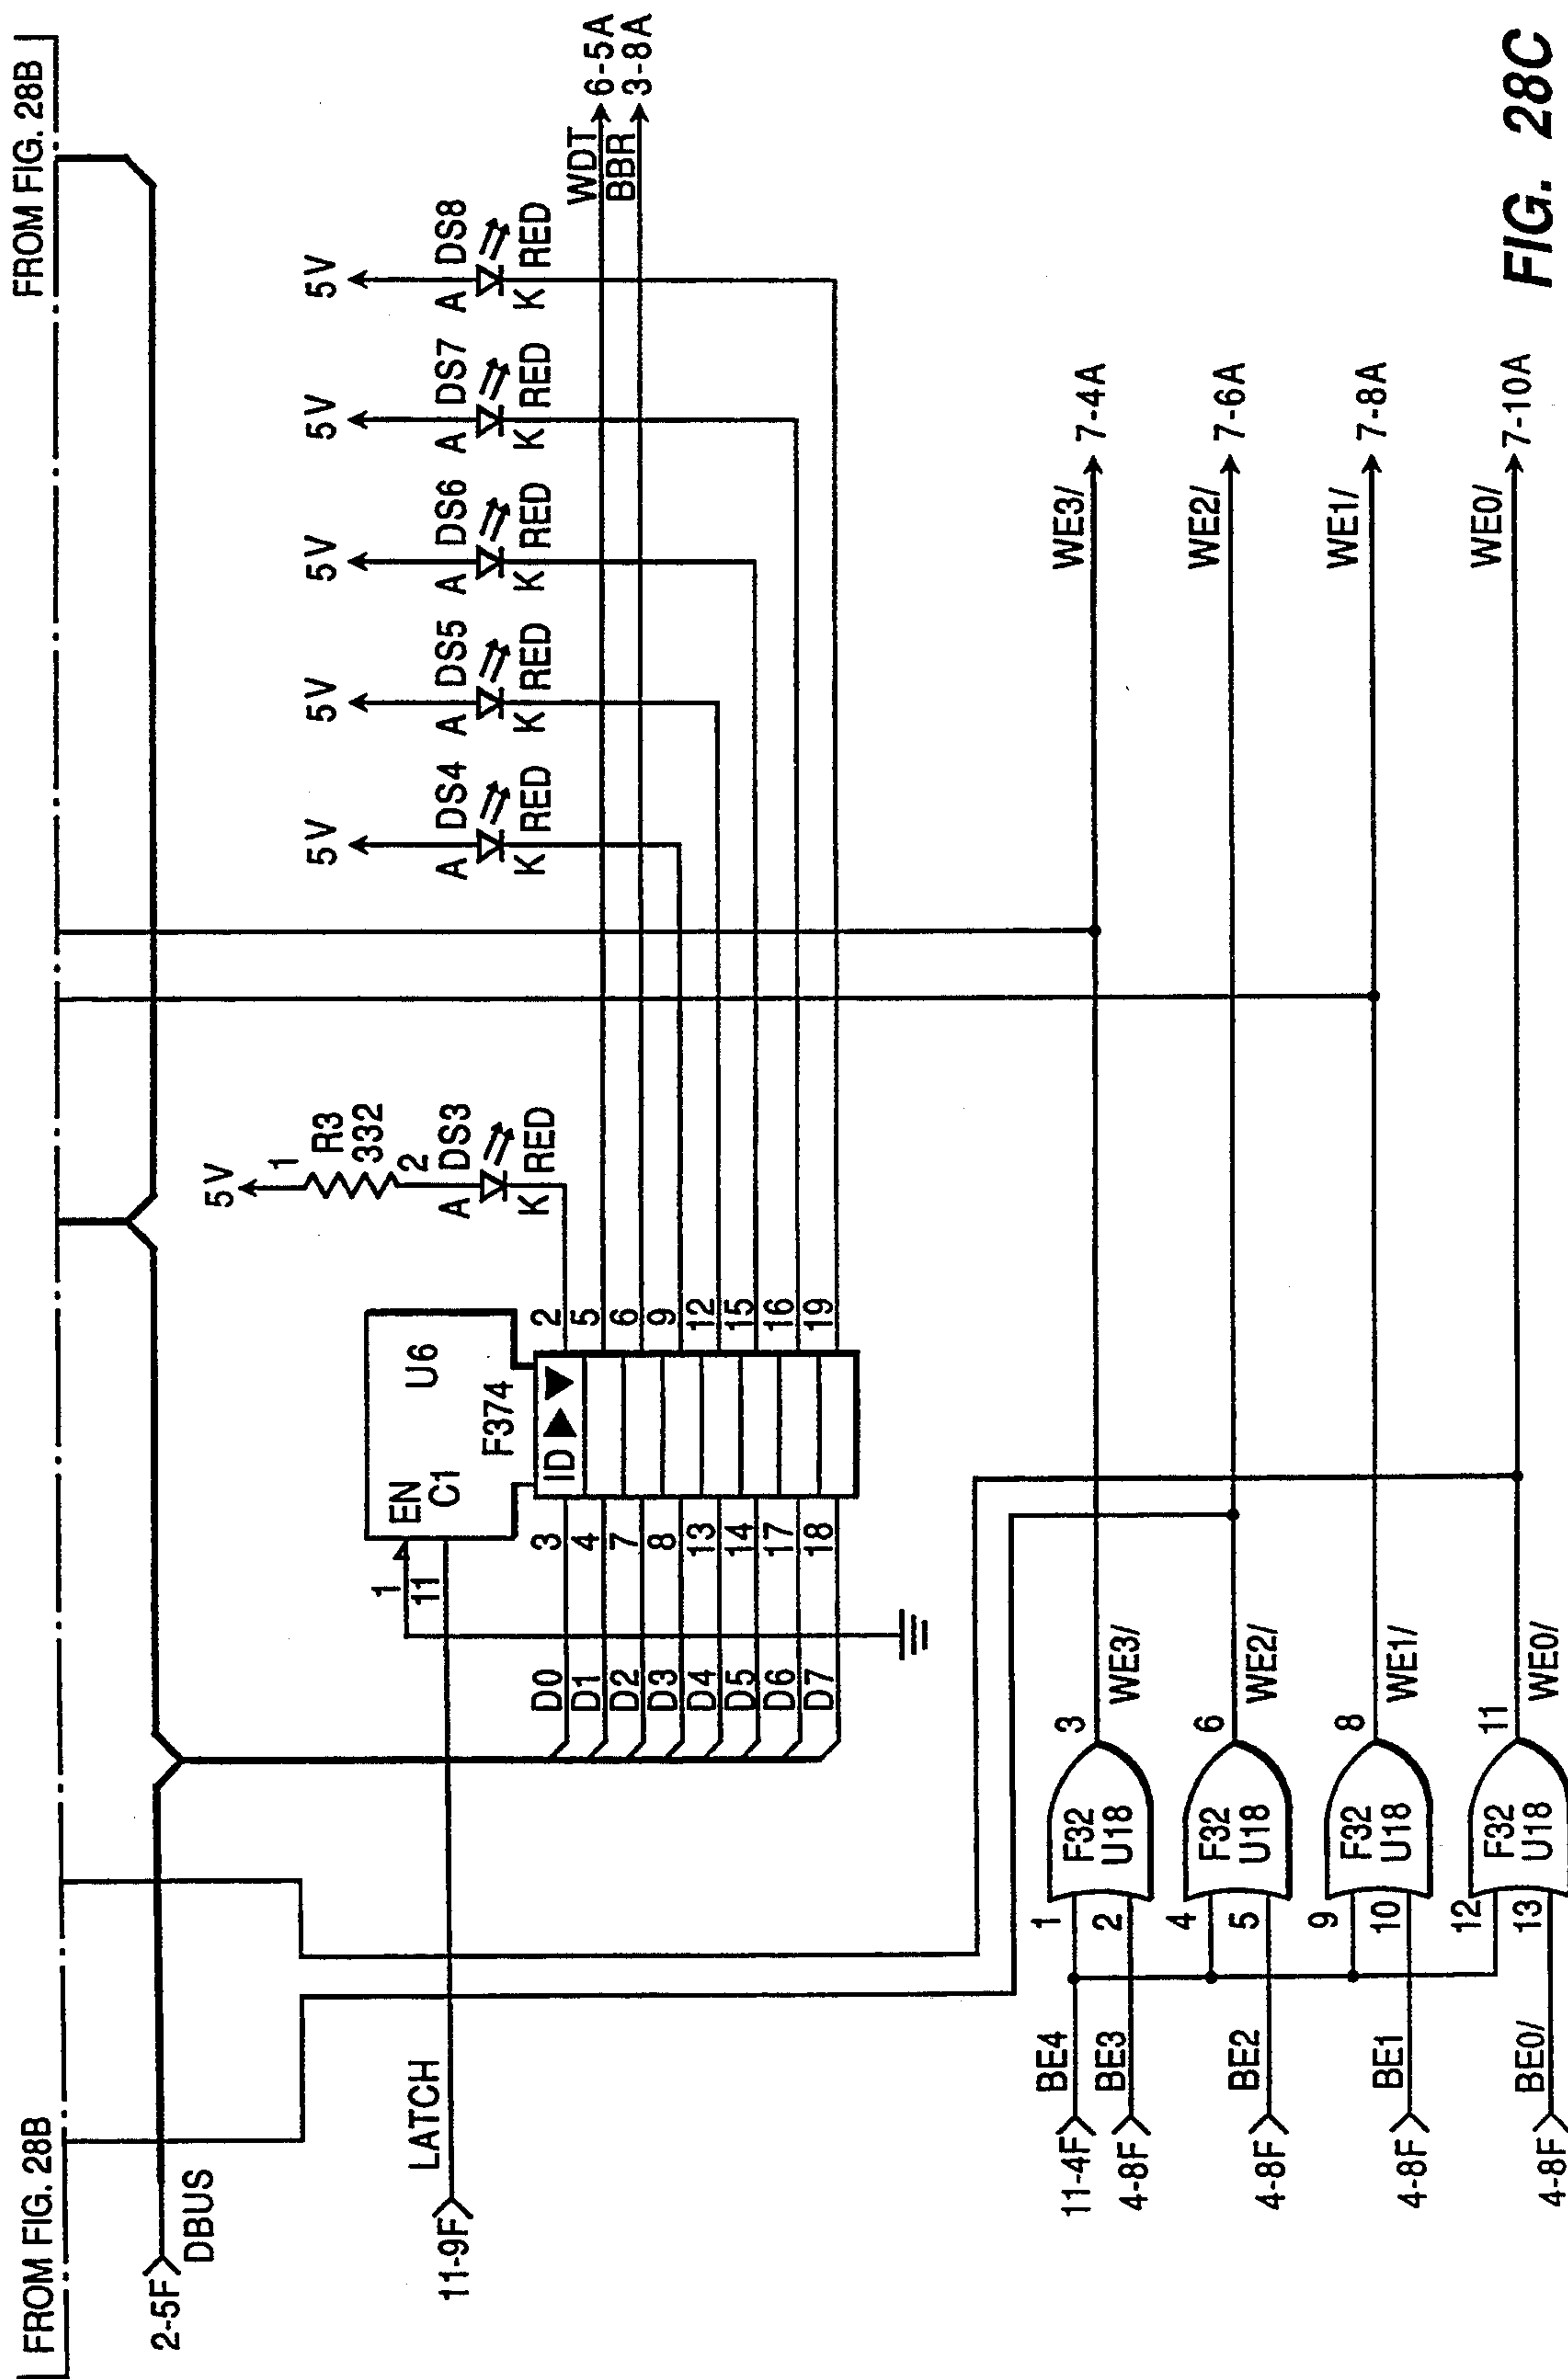 FROM FIG. 28B
FROM FIG. 28B
2-5F
DBUS
LATCH
11-9F
5V
1
R3
332
2
A
DS3
K
RED
1
11
EN
C1
U6
F374
1D
D0
3
2
D1
4
5
D2
7
6
D3
8
9
D4
13
12
D5
14
15
D6
17
16
D7
18
19
5V
A
DS4
K
RED
5V
A
DS5
K
RED
5V
A
DS6
K
RED
5V
A
DS7
K
RED
5V
A
DS8
K
RED
WDT
6-5A
BBR
3-8A
11-4F
BE4
1
4-8F
BE3
2
F32
U18
3
WE3/
WE3/
7-4A
4
4-8F
BE2
5
F32
U18
6
WE2/
WE2/
7-6A
9
4-8F
BE1
10
F32
U18
8
WE1/
WE1/
7-8A
12
4-8F
BE0/
13
F32
U18
11
WE0/
WE0/
7-10A
FIG. 28C